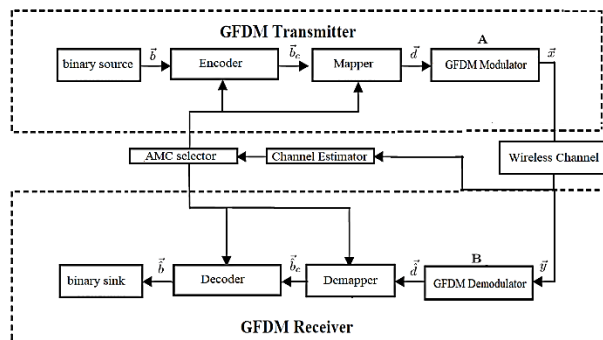 GFDM Transmitter
A
binary source
b⃗
Encoder
b⃗c
Mapper
d⃗
GFDM Modulator
x⃗
AMC selector
Channel Estimator
Wireless Channel
B
binary sink
b̂⃗
Decoder
b̂⃗c
Demapper
d̂⃗
GFDM Demodulator
y⃗
GFDM Receiver